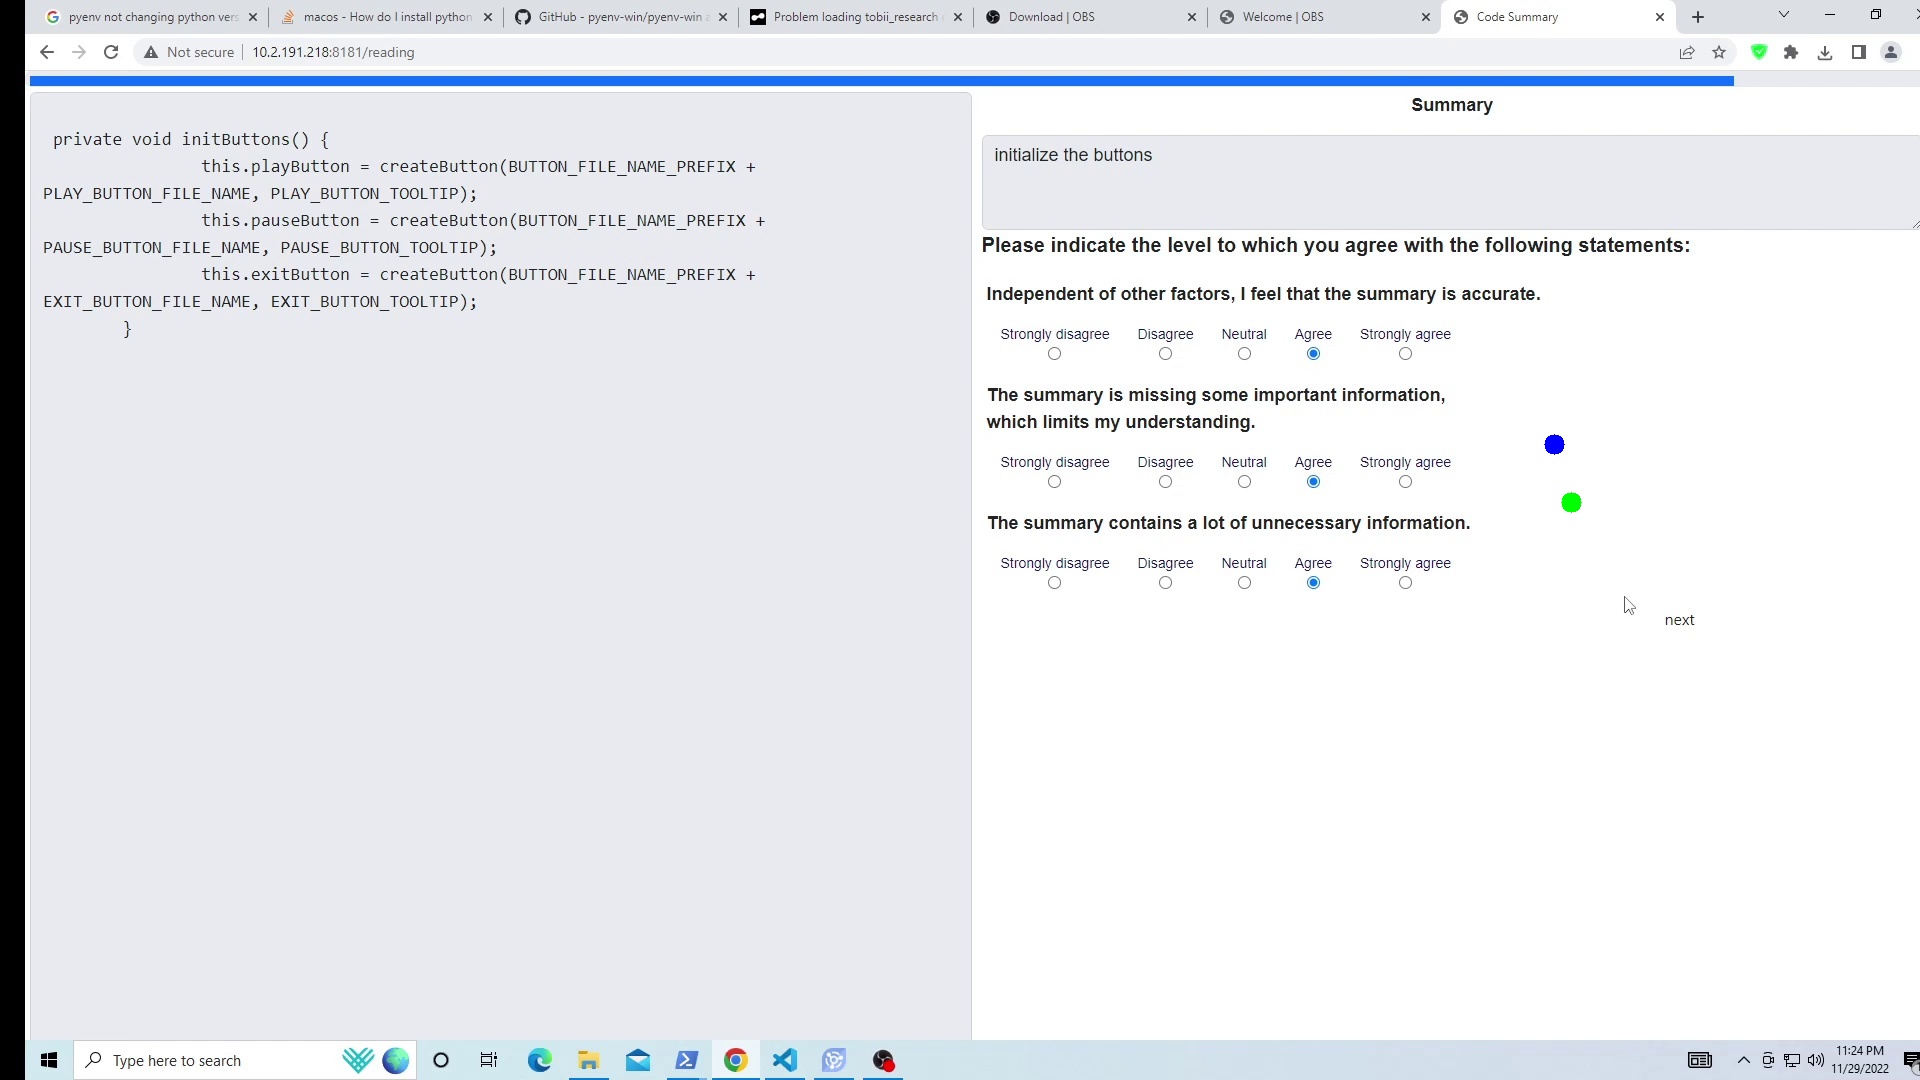 pyenv not changing python vers
macos - How do I install python
GitHub - pyenv-win/pyenv-win a
Problem loading tobii_research
Download | OBS
Welcome | OBS
Code Summary
Not secure
10.2.191.218:8181/reading
private void initButtons() {
this.playButton = createButton(BUTTON_FILE_NAME_PREFIX +
PLAY_BUTTON_FILE_NAME, PLAY_BUTTON_TOOLTIP);
this.pauseButton = createButton(BUTTON_FILE_NAME_PREFIX +
PAUSE_BUTTON_FILE_NAME, PAUSE_BUTTON_TOOLTIP);
this.exitButton = createButton(BUTTON_FILE_NAME_PREFIX +
EXIT_BUTTON_FILE_NAME, EXIT_BUTTON_TOOLTIP);
}
Summary
initialize the buttons
Please indicate the level to which you agree with the following statements:
Independent of other factors, I feel that the summary is accurate.
Strongly disagree Disagree Neutral Agree Strongly agree
The summary is missing some important information,
which limits my understanding.
Strongly disagree Disagree Neutral Agree Strongly agree
The summary contains a lot of unnecessary information.
Strongly disagree Disagree Neutral Agree Strongly agree
next
Type here to search
11:24 PM
11/29/2022